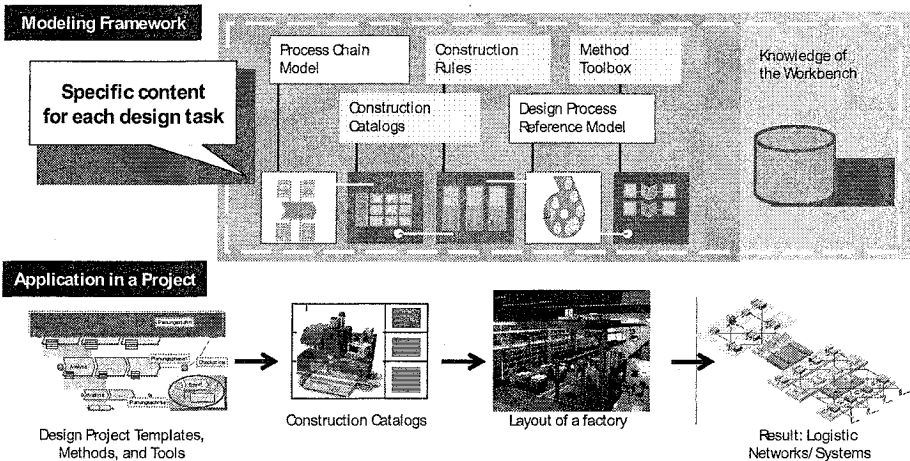 Modeling Framework
Process Chain
Model
Construction
Rules
Method
Toolbox
Knowledge of
the Workbench
Specific content
for each design task
Construction
Catalogs
Design Process
Reference Model
Application in a Project
Construction Catalogs
Layout of a factory
Design Project Templates,
Methods, and Tools
Result: Logistic
Networks/ Systems